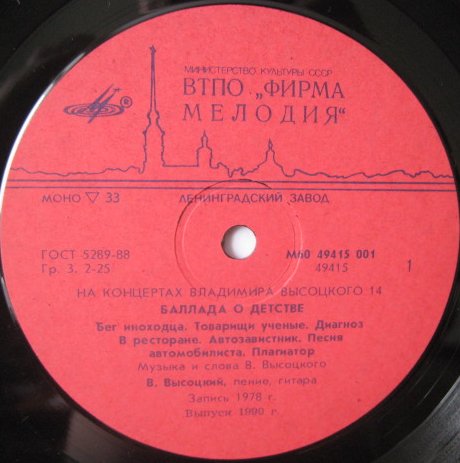 МИНИСТЕРСТВО КУЛЬТУРЫ СССР
ВТПО „ФИРМА
МЕЛОДИЯ“
МОНО ▽ 33
ЛЕНИНГРАДСКИЙ ЗАВОД
ГОСТ 5289-88
Гр. 3. 2-25
М60 49415 001
49415
1
НА КОНЦЕРТАХ ВЛАДИМИРА ВЫСОЦКОГО 14
БАЛЛАДА О ДЕТСТВЕ
Бег иноходца. Товарищи ученые. Диагноз
В ресторане. Автозавистник. Песня
автомобилиста. Плагиатор
Музыка и слова В. Высоцкого
В. Высоцкий, пение, гитара
Запись 1978 г.
Выпуск 1990 г.